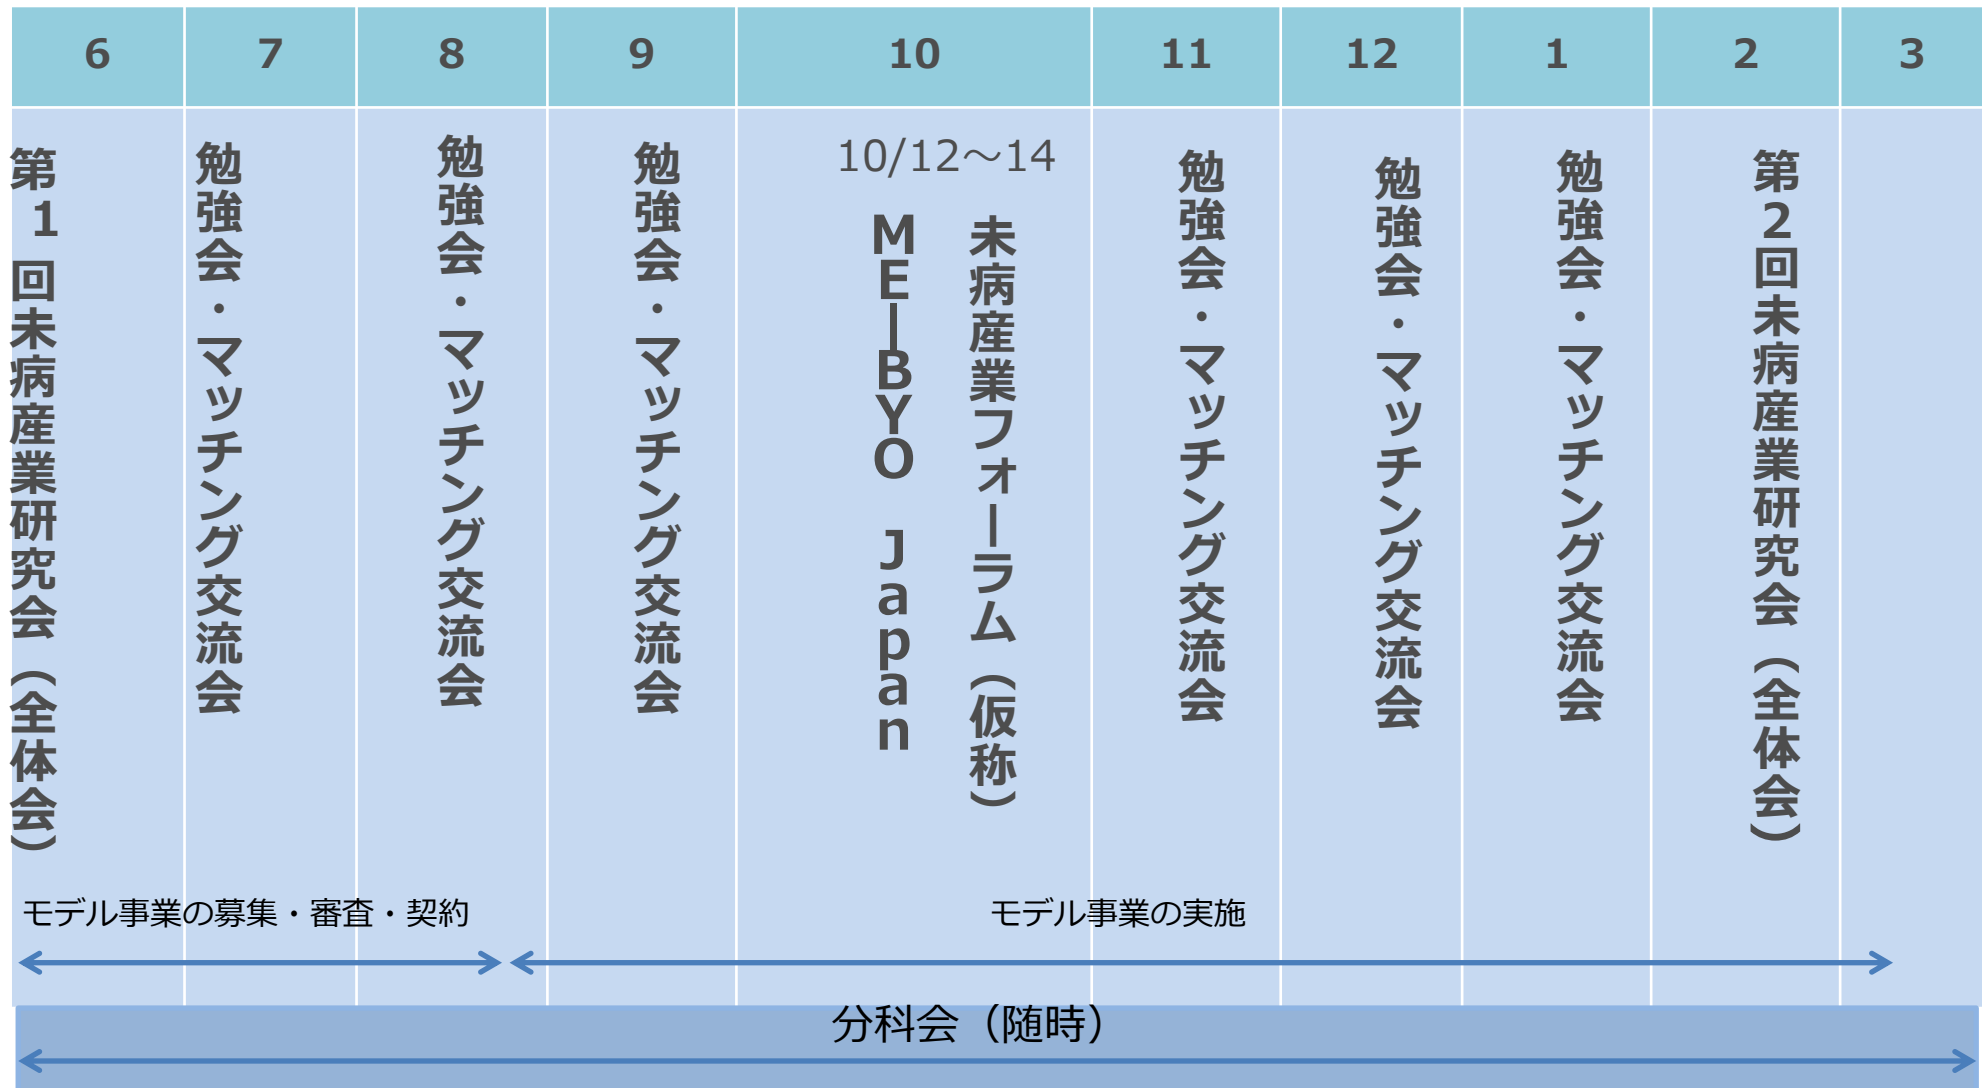 6 7 8 9 10 11 12 1 2 3
第1回未病産業研究会（全体会）
勉強会・マッチング交流会
勉強会・マッチング交流会
勉強会・マッチング交流会
10/12～14
未病産業フォーラム（仮称）
ME－BYO Japan
勉強会・マッチング交流会
勉強会・マッチング交流会
勉強会・マッチング交流会
第2回未病産業研究会（全体会）
モデル事業の募集・審査・契約
モデル事業の実施
分科会（随時）